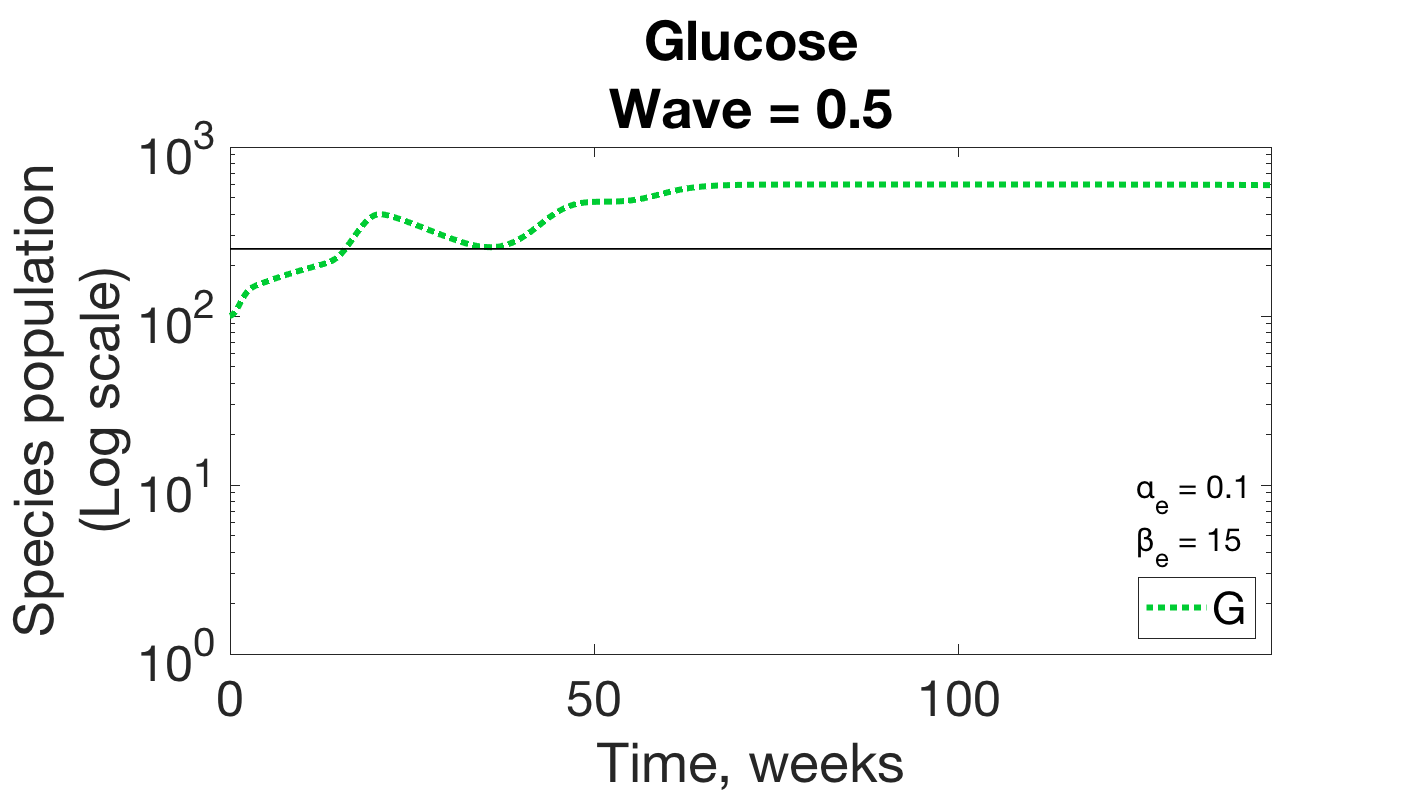 Glucose
Wave = 0.5
Species population
(Log scale)
10^3
10^2
10^1
10^0
0
50
100
Time, weeks
α_e = 0.1
β_e = 15
G